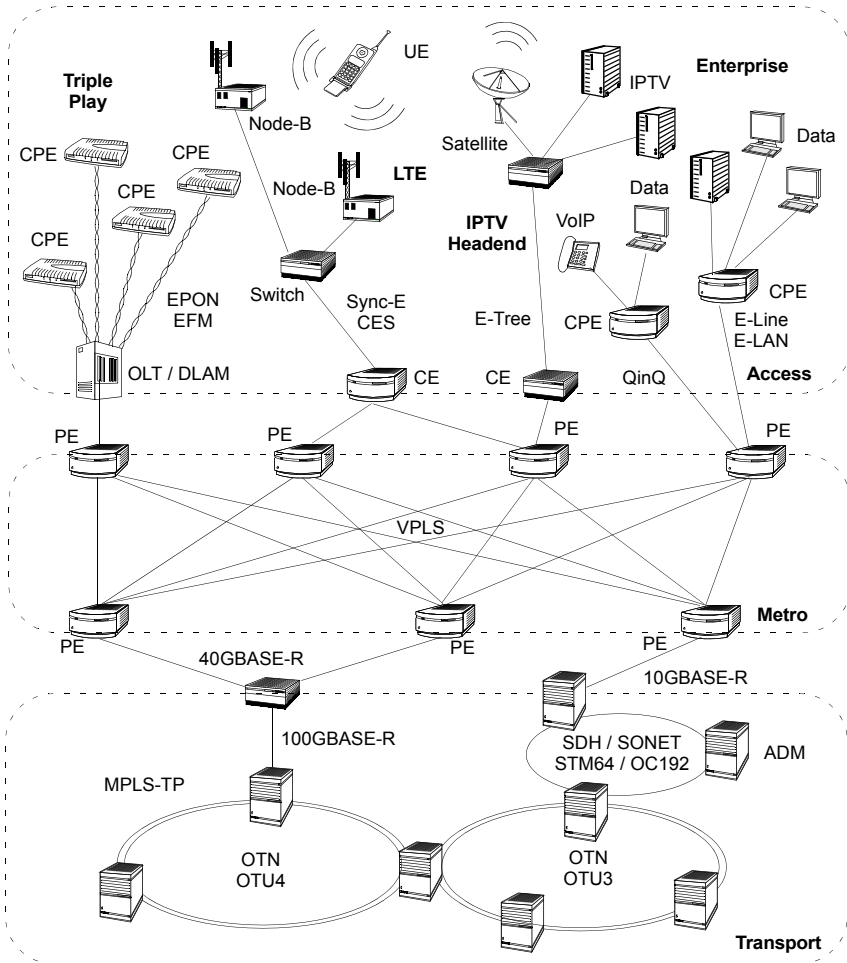 UE
Triple
Play
Enterprise
IPTV
Node-B
Satellite
Data
CPE
CPE
LTE
Node-B
Data
CPE
IPTV
Headend
VoIP
CPE
Switch
EPON
EFM
Sync-E
CES
E-Tree
CPE
CPE
E-Line
E-LAN
OLT / DLAM
CE
CE
QinQ
Access
PE
PE
PE
PE
VPLS
Metro
PE
PE
PE
40GBASE-R
10GBASE-R
100GBASE-R
SDH / SONET
STM64 / OC192
ADM
MPLS-TP
OTN
OTU4
OTN
OTU3
Transport